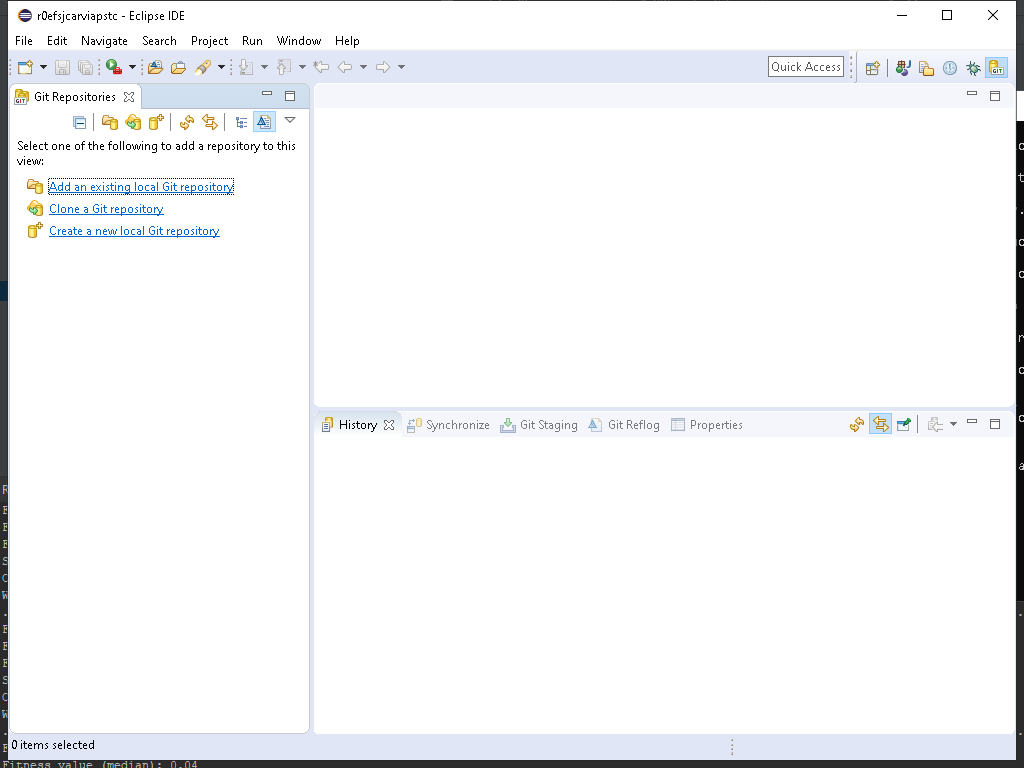 r0efsjcarviapstc - Eclipse IDE
File Edit Navigate Search Project Run Window Help
Quick Access
Git Repositories
Select one of the following to add a repository to this
view:
Add an existing local Git repository
Clone a Git repository
Create a new local Git repository
History Synchronize Git Staging Git Reflog Properties
0 items selected
Fitness value (median): 0.04